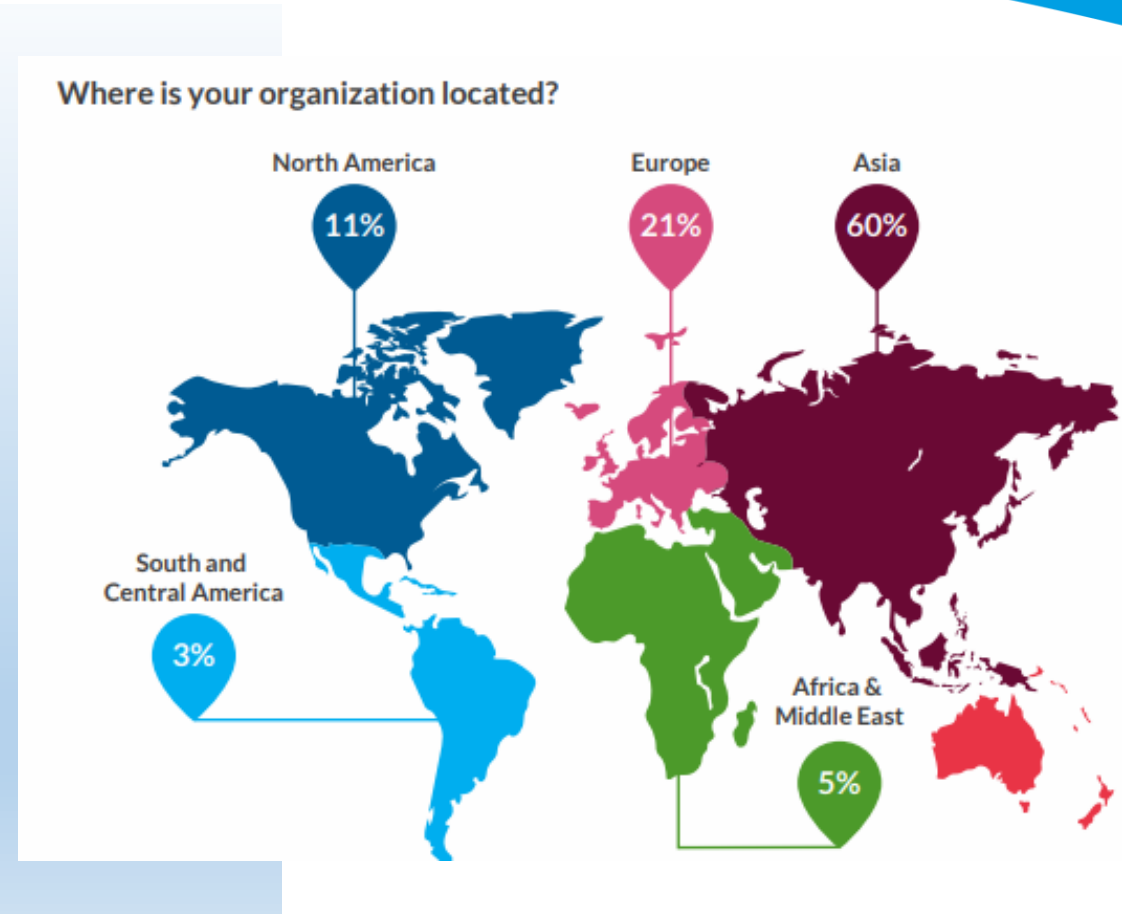 Where is your organization located?
North America
Europe
Asia
11%
21%
60%
South and
Central America
3%
Africa &
Middle East
5%